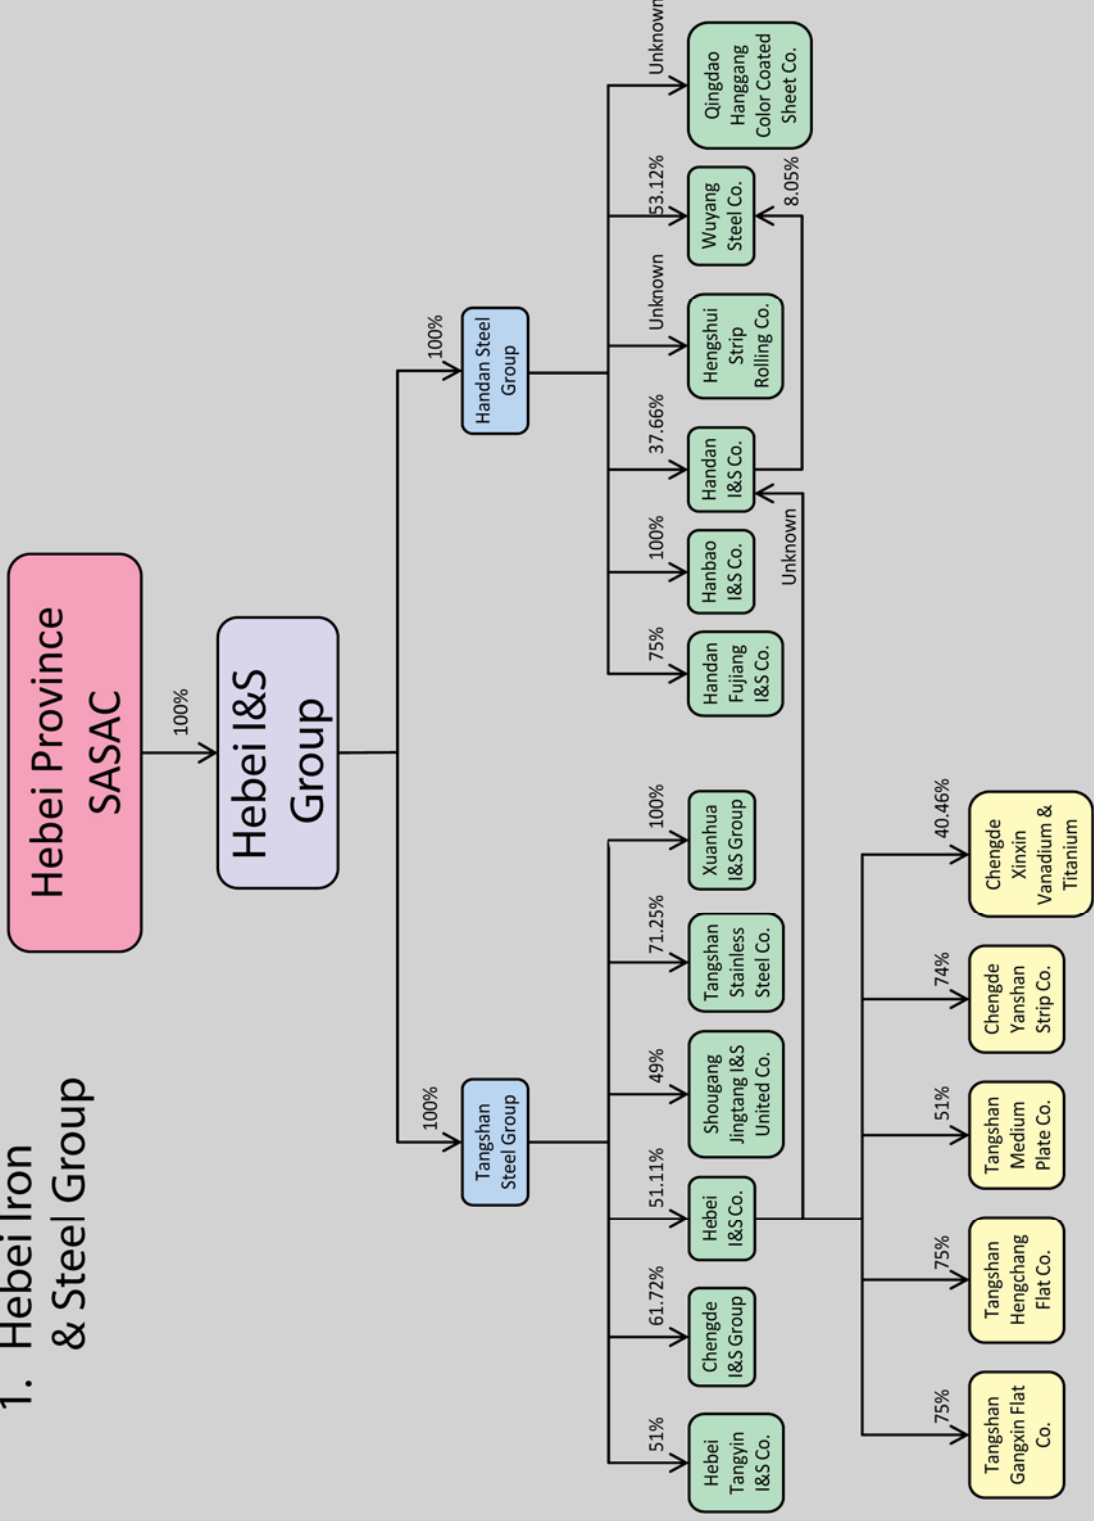 1. Hebei Iron
& Steel Group
Hebei Province
SASAC
100%
Hebei I&S
Group
100%
100%
Tangshan
Steel Group
Handan Steel
Group
51%
61.72%
51.11%
49%
71.25%
100%
75%
100%
37.66%
Unknown
53.12%
Unknown
Hebei
Tangyin
I&S Co.
Chengde
I&S Group
Hebei
I&S Co.
Shougang
Jingtang I&S
United Co.
Tangshan
Stainless
Steel Co.
Xuanhua
I&S Group
Handan
Fujiang
I&S Co.
Hanbao
I&S Co.
Handan
I&S Co.
Hengshui
Strip
Rolling Co.
Wuyang
Steel Co.
Qingdao
Hanggang
Color Coated
Sheet Co.
Unknown
8.05%
75%
75%
51%
74%
40.46%
Tangshan
Gangxin Flat
Co.
Tangshan
Hengchang
Flat Co.
Tangshan
Medium
Plate Co.
Chengde
Yanshan
Strip Co.
Chengde
Xinxin
Vanadium &
Titanium